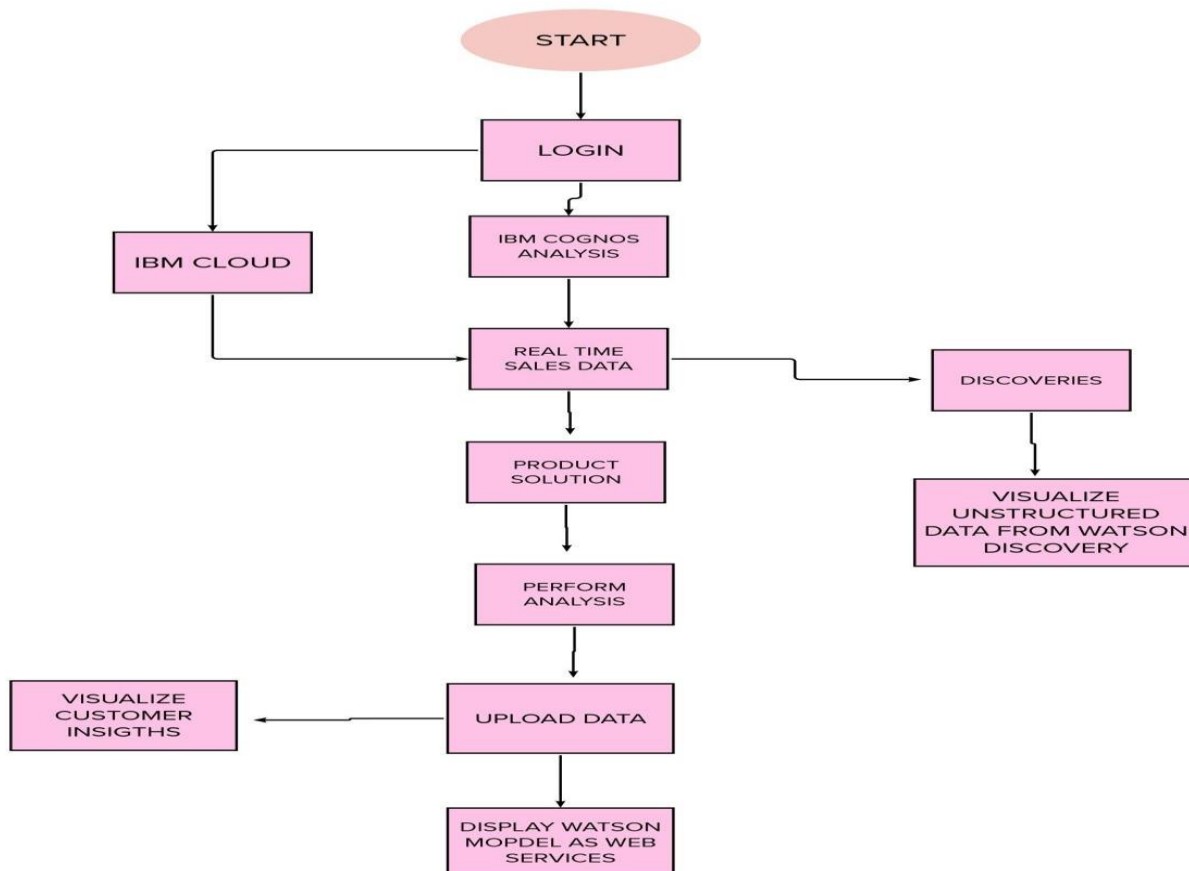 START
LOGIN
IBM COGNOS
ANALYSIS
IBM CLOUD
REAL TIME
SALES DATA
DISCOVERIES
PRODUCT
SOLUTION
VISUALIZE
UNSTRUCTURED
DATA FROM WATSON
DISCOVERY
PERFORM
ANALYSIS
VISUALIZE
CUSTOMER
INSIGTHS
UPLOAD DATA
DISPLAY WATSON
MOPDEL AS WEB
SERVICES